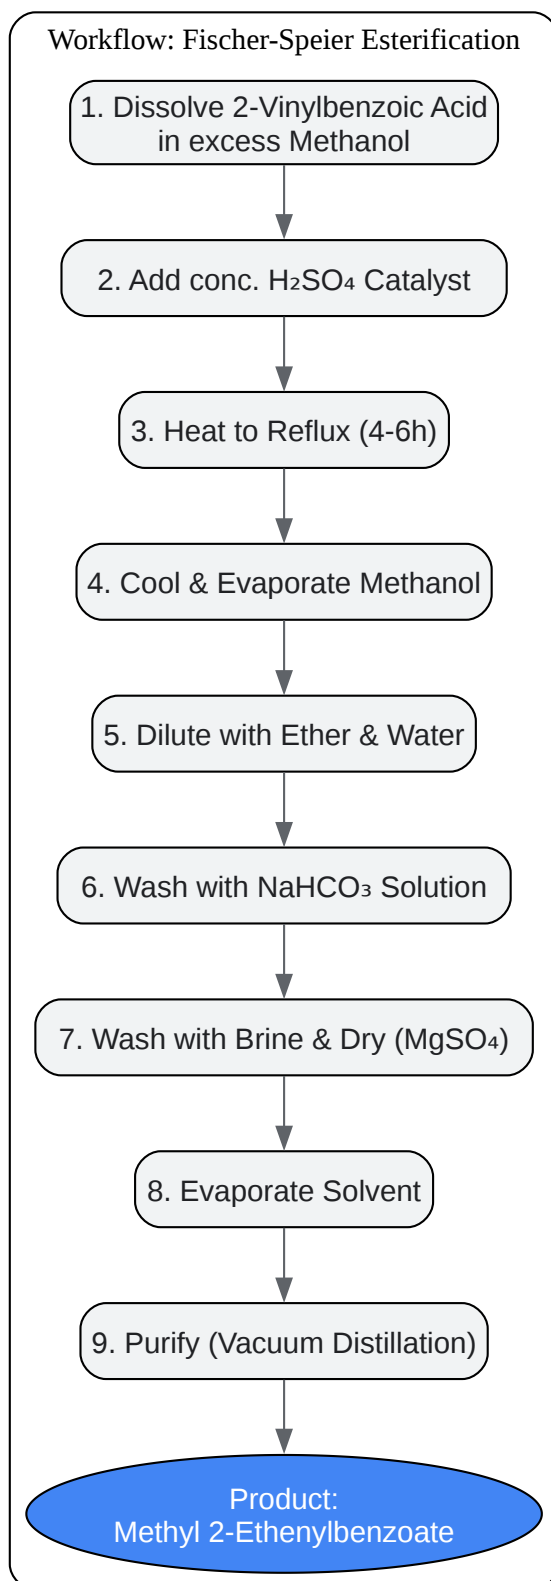 Workflow: Fischer-Speier Esterification
1. Dissolve 2-Vinylbenzoic Acid
in excess Methanol
2. Add conc. H₂SO₄ Catalyst
3. Heat to Reflux (4-6h)
4. Cool & Evaporate Methanol
5. Dilute with Ether & Water
6. Wash with NaHCO₃ Solution
7. Wash with Brine & Dry (MgSO₄)
8. Evaporate Solvent
9. Purify (Vacuum Distillation)
Product:
Methyl 2-Ethenylbenzoate